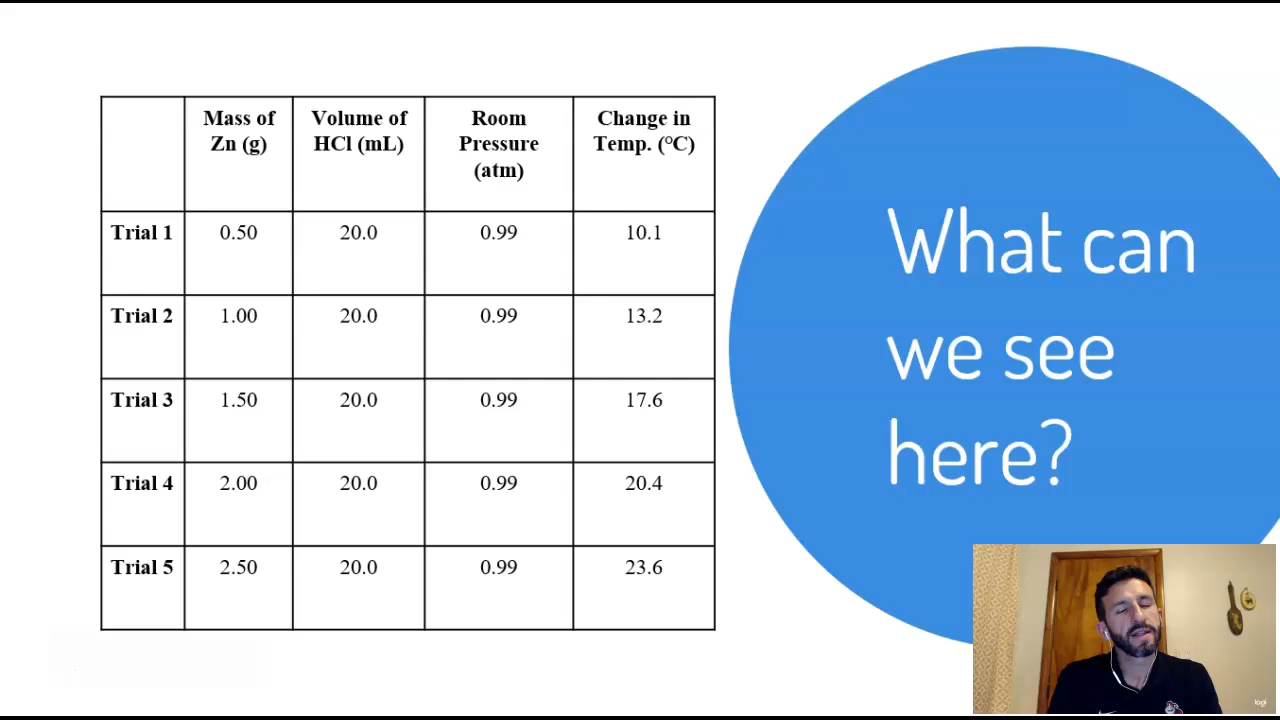 Mass of Zn (g) Volume of HCl (mL) Room Pressure (atm) Change in Temp. (°C)
Trial 1 0.50 20.0 0.99 10.1
Trial 2 1.00 20.0 0.99 13.2
Trial 3 1.50 20.0 0.99 17.6
Trial 4 2.00 20.0 0.99 20.4
Trial 5 2.50 20.0 0.99 23.6
What can
we see
here?
logi